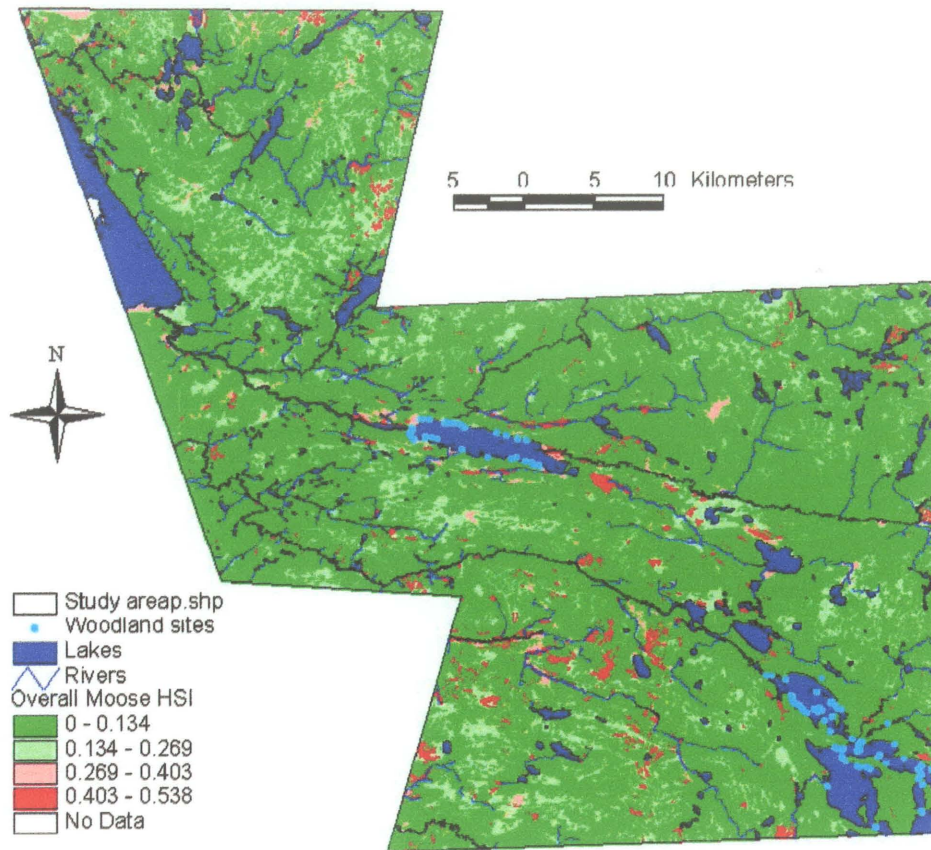 5 0 5 10 Kilometers
N
Study areap.shp
Woodland sites
Lakes
Rivers
Overall Moose HSI
0 - 0.134
0.134 - 0.269
0.269 - 0.403
0.403 - 0.538
No Data